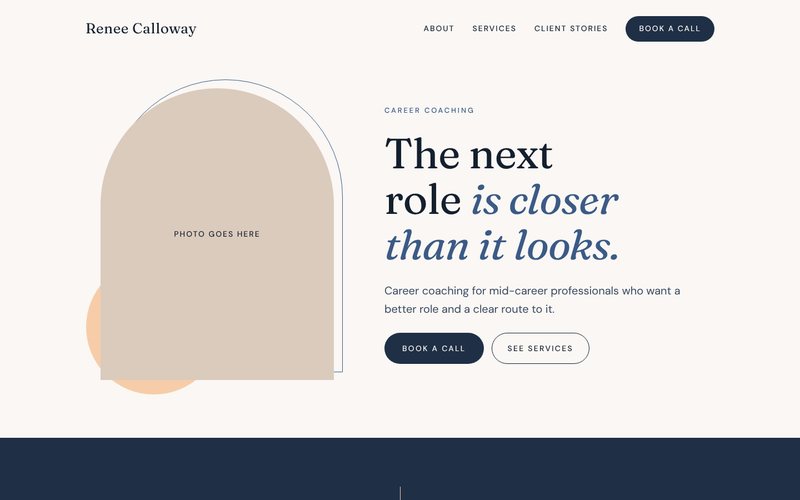 Renee Calloway
ABOUT SERVICES CLIENT STORIES BOOK A CALL
CAREER COACHING
The next
role is closer
than it looks.
PHOTO GOES HERE
Career coaching for mid-career professionals who want a
better role and a clear route to it.
BOOK A CALL SEE SERVICES